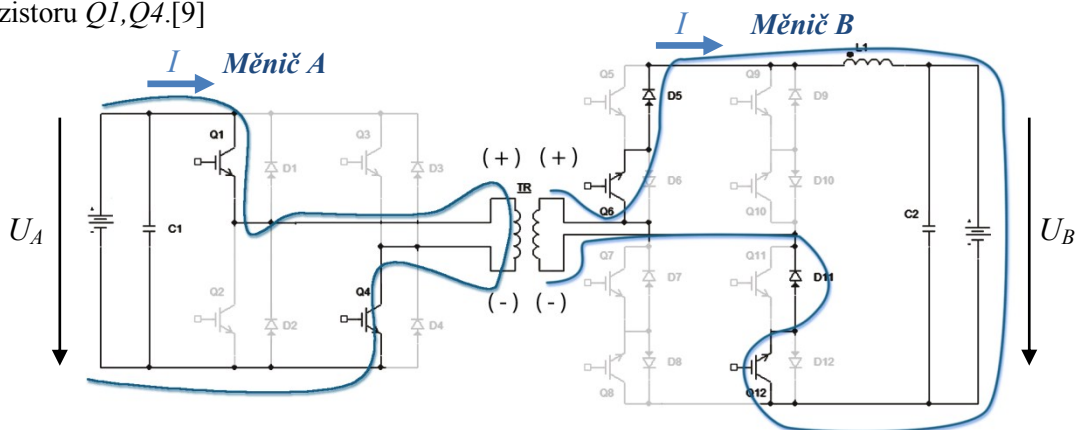 zistoru Q1,Q4.[9]
I Měnič A
I Měnič B
L1
Q1
Q3
D1
D3
C1
Q2
Q4
D2
D4
U_A
(+) (+)
TR
(-) (-)
Q5
D5
Q9
D9
Q6
D6
Q10
D10
Q7
D7
Q11
D11
Q8
D8
Q12
D12
C2
U_B